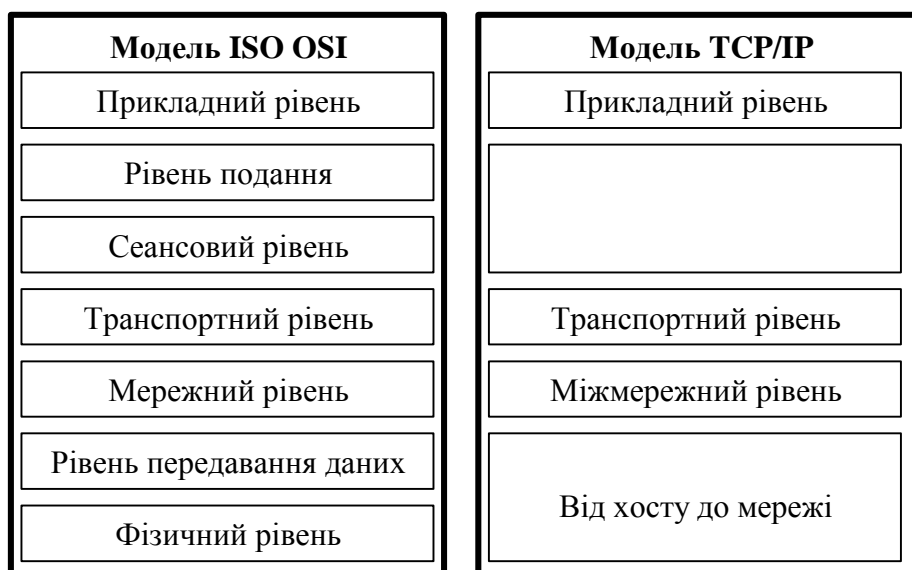 Модель ISO OSI
Прикладний рівень
Рівень подання
Сеансовий рівень
Транспортний рівень
Мережний рівень
Рівень передавання даних
Фізичний рівень
Модель TCP/IP
Прикладний рівень
Транспортний рівень
Міжмережний рівень
Від хосту до мережі